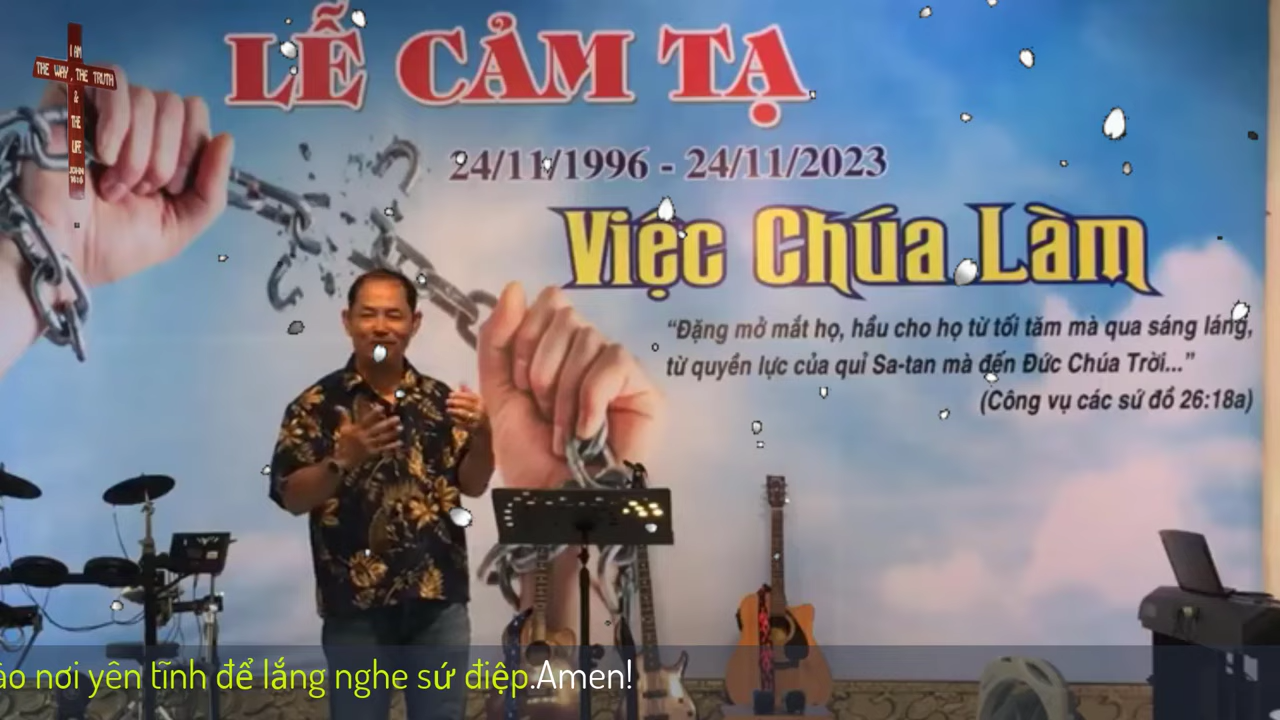 I AM
THE WAY, THE TRUTH
&
THE
LIFE
JOHN
14:6
LỄ CẢM TẠ
24/11/1996 - 24/11/2023
Việc Chúa Làm
“Đặng mở mắt họ, hầu cho họ từ tối tăm mà qua sáng láng,
từ quyền lực của quỉ Sa-tan mà đến Đức Chúa Trời...”
(Công vụ các sứ đồ 26:18a)
nơi yên tĩnh để lắng nghe sứ điệp.Amen!